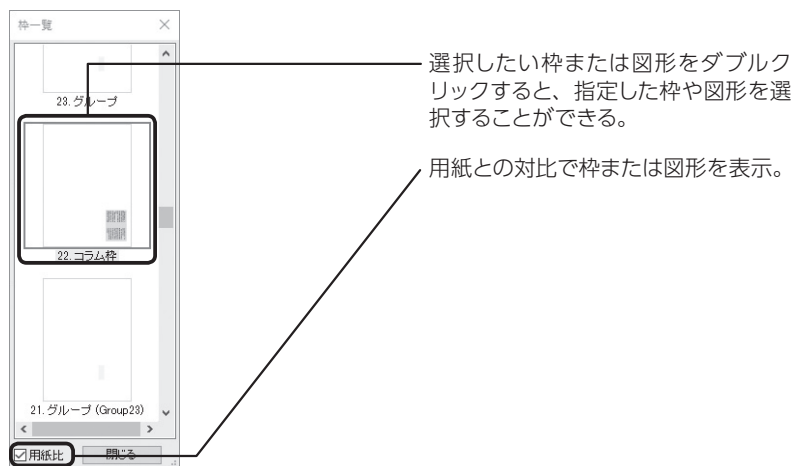 枠一覧
23.グループ
22.コラム枠
21.グループ (Group23)
用紙比
閉じる
選択したい枠または図形をダブルク
リックすると、指定した枠や図形を選
択することができる。
用紙との対比で枠または図形を表示。